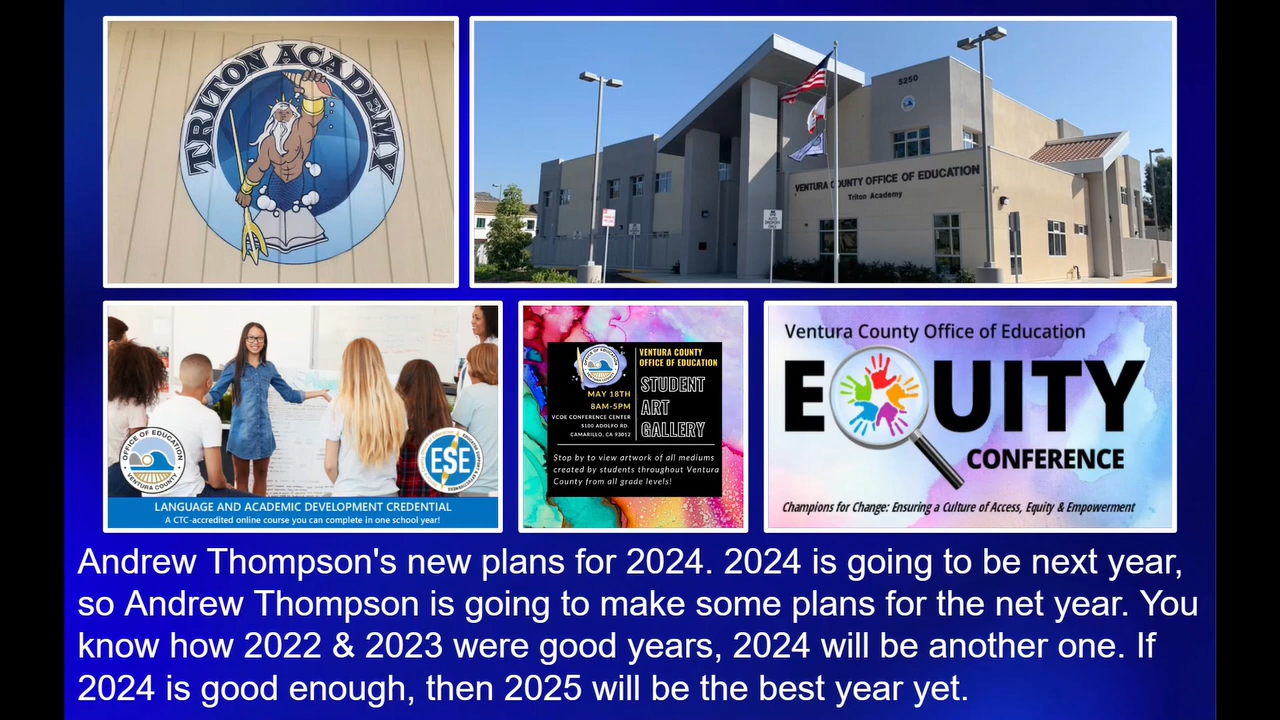 TRITON ACADEMY
5250
VENTURA COUNTY OFFICE OF EDUCATION
Triton Academy
OFFICE OF EDUCATION
VENTURA COUNTY
ESE
LANGUAGE AND ACADEMIC DEVELOPMENT CREDENTIAL
A CTC-accredited online course you can complete in one school year!
VENTURA COUNTY
OFFICE OF EDUCATION
STUDENT
ART
GALLERY
MAY 18TH
8AM-5PM
VCOE CONFERENCE CENTER
5100 ADOLFO RD.
CAMARILLO, CA 93012
Stop by to view artwork of all mediums
created by students throughout Ventura
County from all grade levels!
Ventura County Office of Education
EQUITY
CONFERENCE
Champions for Change: Ensuring a Culture of Access, Equity & Empowerment
Andrew Thompson's new plans for 2024. 2024 is going to be next year,
so Andrew Thompson is going to make some plans for the net year. You
know how 2022 & 2023 were good years, 2024 will be another one. If
2024 is good enough, then 2025 will be the best year yet.